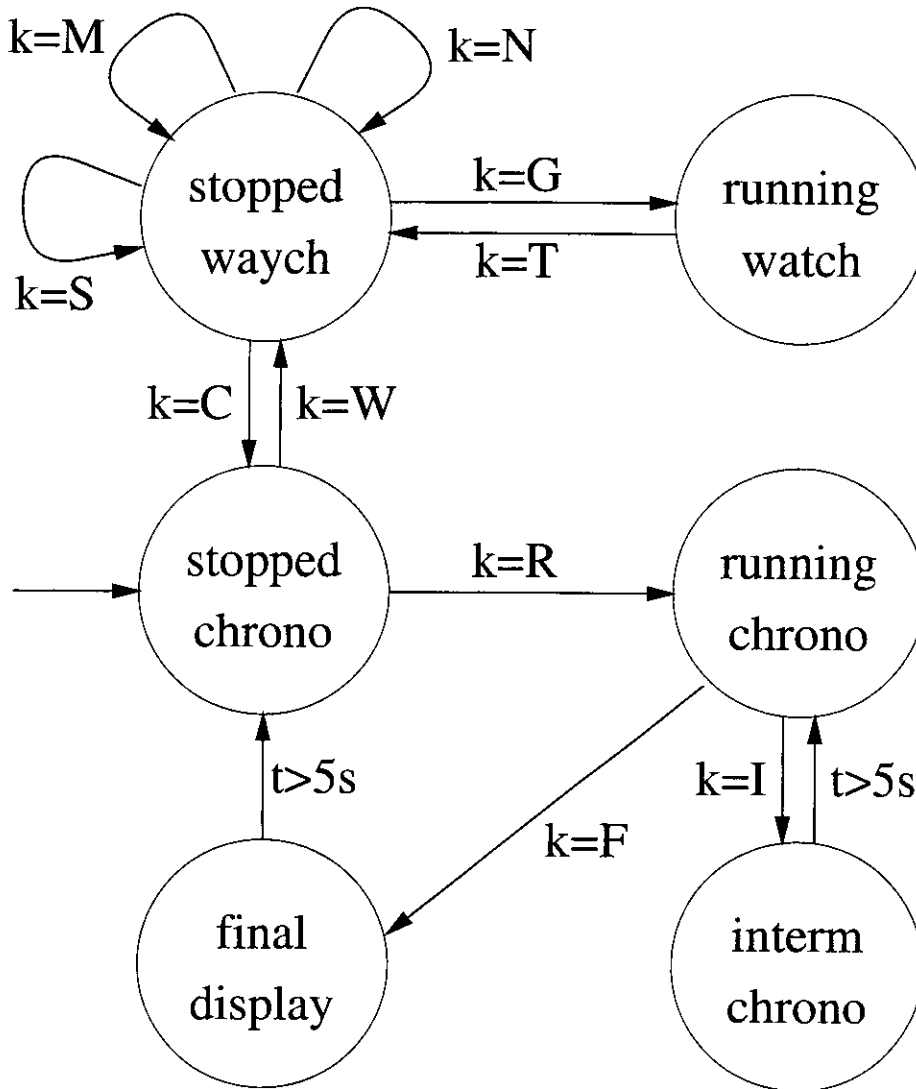 k=M
k=N
stopped
waych
k=S
k=G
k=T
running
watch
k=C
k=W
stopped
chrono
k=R
running
chrono
t>5s
k=F
k=I
t>5s
final
display
interm
chrono